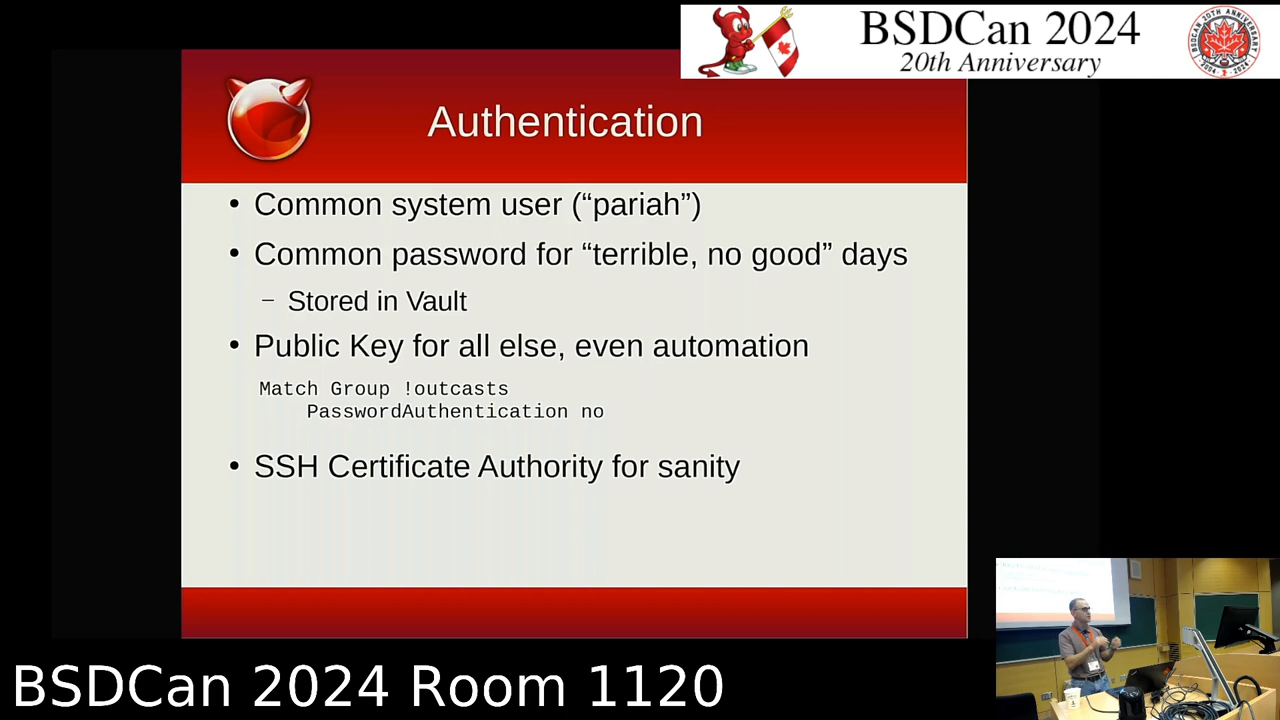 BSDCan 2024
20th Anniversary
Authentication
• Common system user (“pariah”)
• Common password for “terrible, no good” days
– Stored in Vault
• Public Key for all else, even automation
Match Group !outcasts
PasswordAuthentication no
• SSH Certificate Authority for sanity
BSDCan 2024 Room 1120